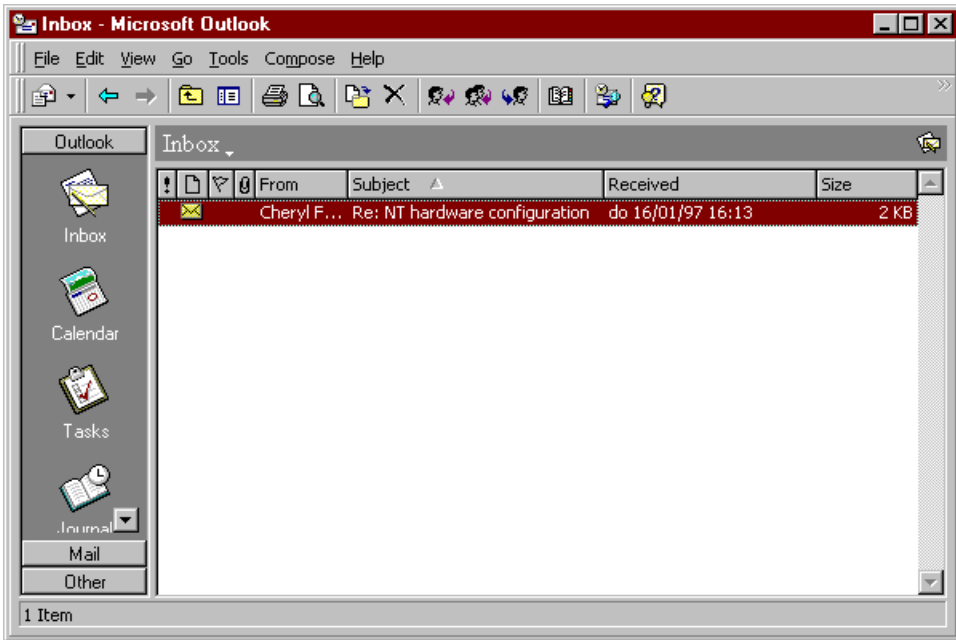 Inbox - Microsoft Outlook
File Edit View Go Tools Compose Help
Outlook
Inbox
From Subject Received Size
Cheryl F... Re: NT hardware configuration do 16/01/97 16:13 2 KB
Inbox
Calendar
Tasks
Journal
Mail
Other
1 Item